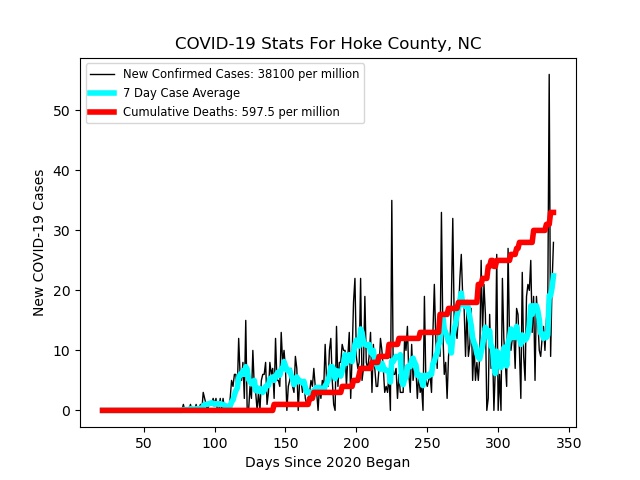 COVID-19 Stats For Hoke County, NC
New Confirmed Cases: 38100 per million
7 Day Case Average
Cumulative Deaths: 597.5 per million
New COVID-19 Cases
50
40
30
20
10
0
50 100 150 200 250 300 350
Days Since 2020 Began